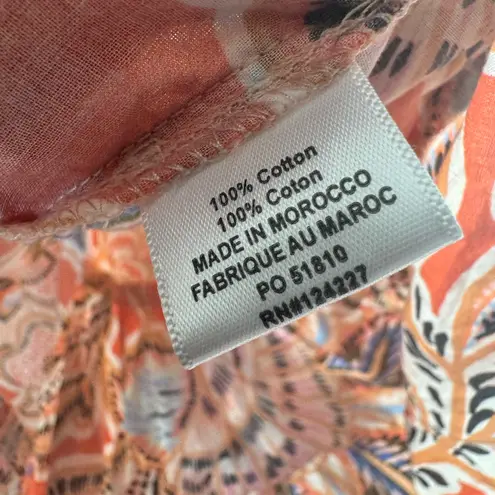 100% Cotton
100% Coton
MADE IN MOROCCO
FABRIQUE AU MAROC
PO 51810
RN#124227